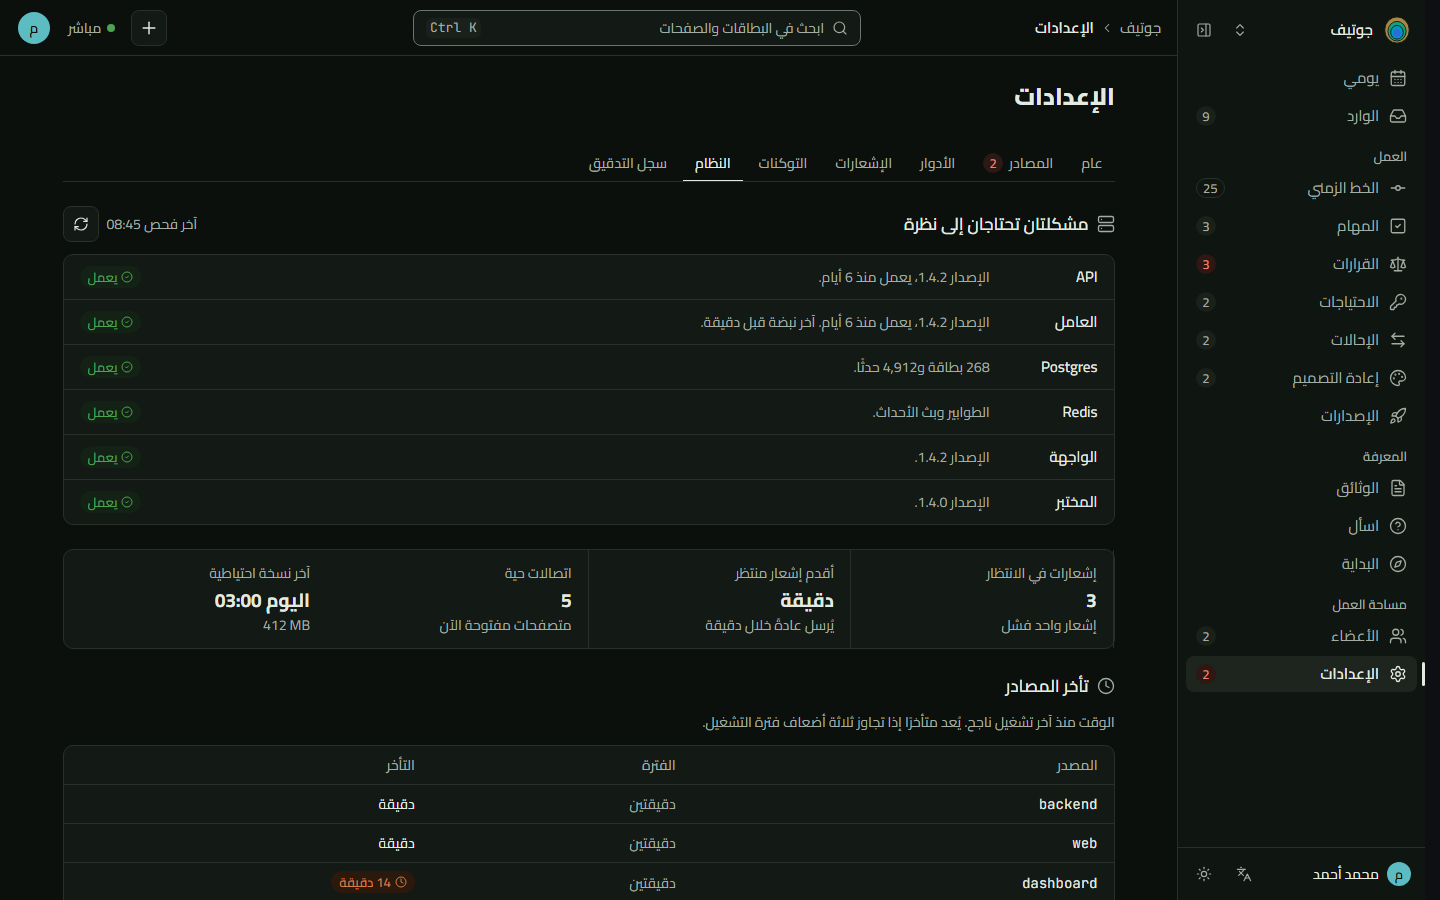 جوتيف
يومي
الوارد 9
العمل
الخط الزمني 25
المهام 3
القرارات 3
الاحتياجات 2
الإحالات 2
إعادة التصميم 2
الإصدارات
المعرفة
الوثائق
اسأل
البداية
مساحة العمل
الأعضاء 2
الإعدادات 2
م محمد أحمد
جوتيف › الإعدادات
ابحث في البطاقات والصفحات Ctrl K
مباشر م
الإعدادات
عام المصادر 2 الأدوار الإشعارات التوكنات النظام سجل التدقيق
مشكلتان تحتاجان إلى نظرة آخر فحص 08:45
API الإصدار 1.4.2، يعمل منذ 6 أيام. يعمل
العامل الإصدار 1.4.2، يعمل منذ 6 أيام. آخر نبضة قبل دقيقة. يعمل
Postgres 268 بطاقة و4,912 حدثًا. يعمل
Redis الطوابير وبث الأحداث. يعمل
الواجهة الإصدار 1.4.2. يعمل
المختبر الإصدار 1.4.0. يعمل
إشعارات في الانتظار أقدم إشعار منتظر اتصالات حية آخر نسخة احتياطية
3 دقيقة 5 اليوم 03:00
إشعار واحد فشل يُرسل عادةً خلال دقيقة متصفحات مفتوحة الآن 412 MB
تأخر المصادر
الوقت منذ آخر تشغيل ناجح. يُعد متأخرًا إذا تجاوز ثلاثة أضعاف فترة التشغيل.
المصدر الفترة التأخر
backend دقيقتين دقيقة
web دقيقتين دقيقة
dashboard دقيقتين 14 دقيقة